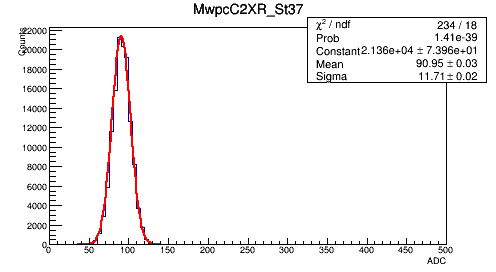 MwpcC2XR_St37
χ² / ndf 234 / 18
Prob 1.41e-39
Constant 2.136e+04 ± 7.396e+01
Mean 90.95 ± 0.03
Sigma 11.71 ± 0.02
Counts
22000
20000
18000
16000
14000
12000
10000
8000
6000
4000
2000
0
0 50 100 150 200 250 300 350 400 450 500
ADC